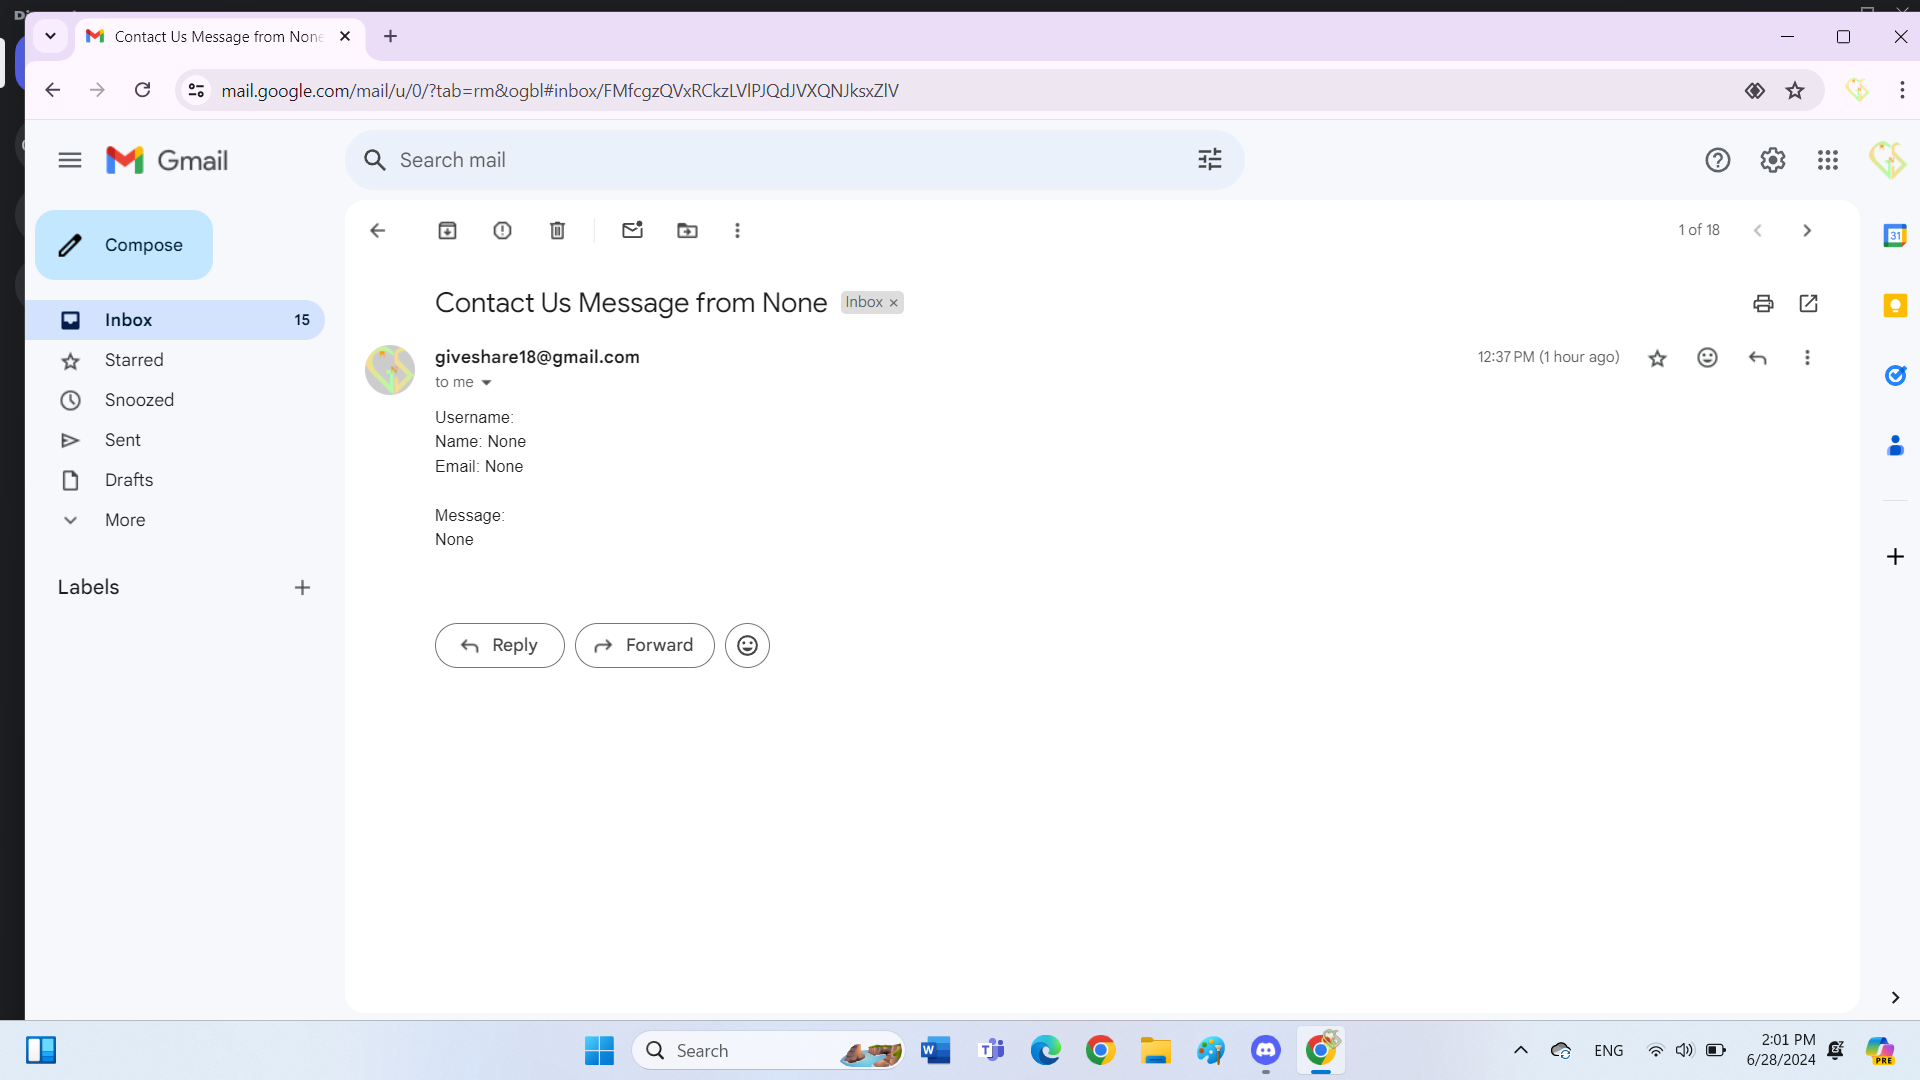 Contact Us Message from None
mail.google.com/mail/u/0/?tab=rm&ogbl#inbox/FMfcgzQVxRCkzLVlPJQdJVXQNJksxZlV
Gmail
Search mail
Compose
1 of 18
Contact Us Message from None Inbox ×
Inbox 15
giveshare18@gmail.com 12:37 PM (1 hour ago)
to me
Starred
Snoozed
Sent
Drafts
More
Labels
Username:
Name: None
Email: None
Message:
None
Reply
Forward
31
Search
ENG
2:01 PM
6/28/2024
PRE